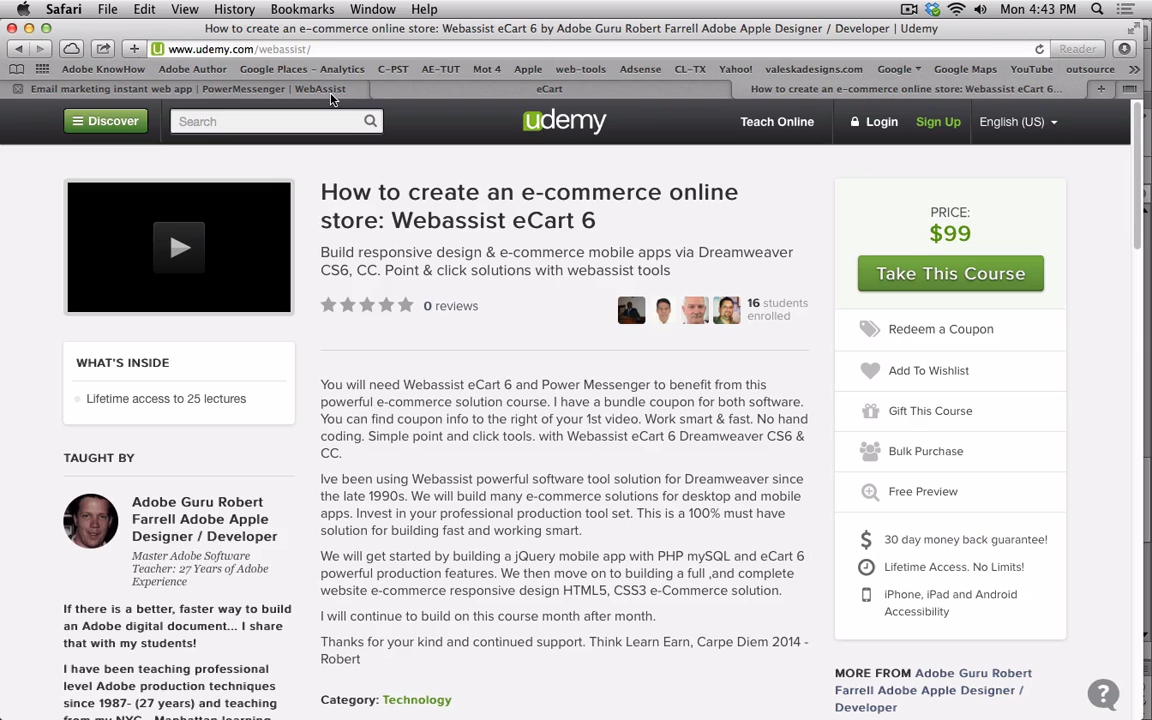 Safari File Edit View History Bookmarks Window Help Mon 4:43 PM
How to create an e-commerce online store: Webassist eCart 6 by Adobe Guru Robert Farrell Adobe Apple Designer / Developer | Udemy
www.udemy.com/webassist/ Reader
Adobe KnowHow Adobe Author Google Places - Analytics C-PST AE-TUT Mot 4 Apple web-tools Adsense CL-TX Yahoo! valeskadesigns.com Google Google Maps YouTube outsource
Email marketing instant web app | PowerMessenger | WebAssist eCart How to create an e-commerce online store: Webassist eCart 6...
Discover Search udemy Teach Online Login Sign Up English (US)
How to create an e-commerce online
store: Webassist eCart 6
Build responsive design & e-commerce mobile apps via Dreamweaver
CS6, CC. Point & click solutions with webassist tools
0 reviews 16 students
enrolled
WHAT'S INSIDE
Lifetime access to 25 lectures
TAUGHT BY
Adobe Guru Robert
Farrell Adobe Apple
Designer / Developer
Master Adobe Software
Teacher: 27 Years of Adobe
Experience
If there is a better, faster way to build
an Adobe digital document... I share
that with my students!
I have been teaching professional
level Adobe production techniques
since 1987- (27 years) and teaching
from my NYC - Manhattan learning
You will need Webassist eCart 6 and Power Messenger to benefit from this
powerful e-commerce solution course. I have a bundle coupon for both software.
You can find coupon info to the right of your 1st video. Work smart & fast. No hand
coding. Simple point and click tools. with Webassist eCart 6 Dreamweaver CS6 &
CC.
Ive been using Webassist powerful software tool solution for Dreamweaver since
the late 1990s. We will build many e-commerce solutions for desktop and mobile
apps. Invest in your professional production tool set. This is a 100% must have
solution for building fast and working smart.
We will get started by building a jQuery mobile app with PHP mySQL and eCart 6
powerful production features. We then move on to building a full ,and complete
website e-commerce responsive design HTML5, CSS3 e-Commerce solution.
I will continue to build on this course month after month.
Thanks for your kind and continued support. Think Learn Earn, Carpe Diem 2014 -
Robert
Category: Technology
PRICE:
$99
Take This Course
Redeem a Coupon
Add To Wishlist
Gift This Course
Bulk Purchase
Free Preview
30 day money back guarantee!
Lifetime Access. No Limits!
iPhone, iPad and Android
Accessibility
MORE FROM Adobe Guru Robert
Farrell Adobe Apple Designer /
Developer